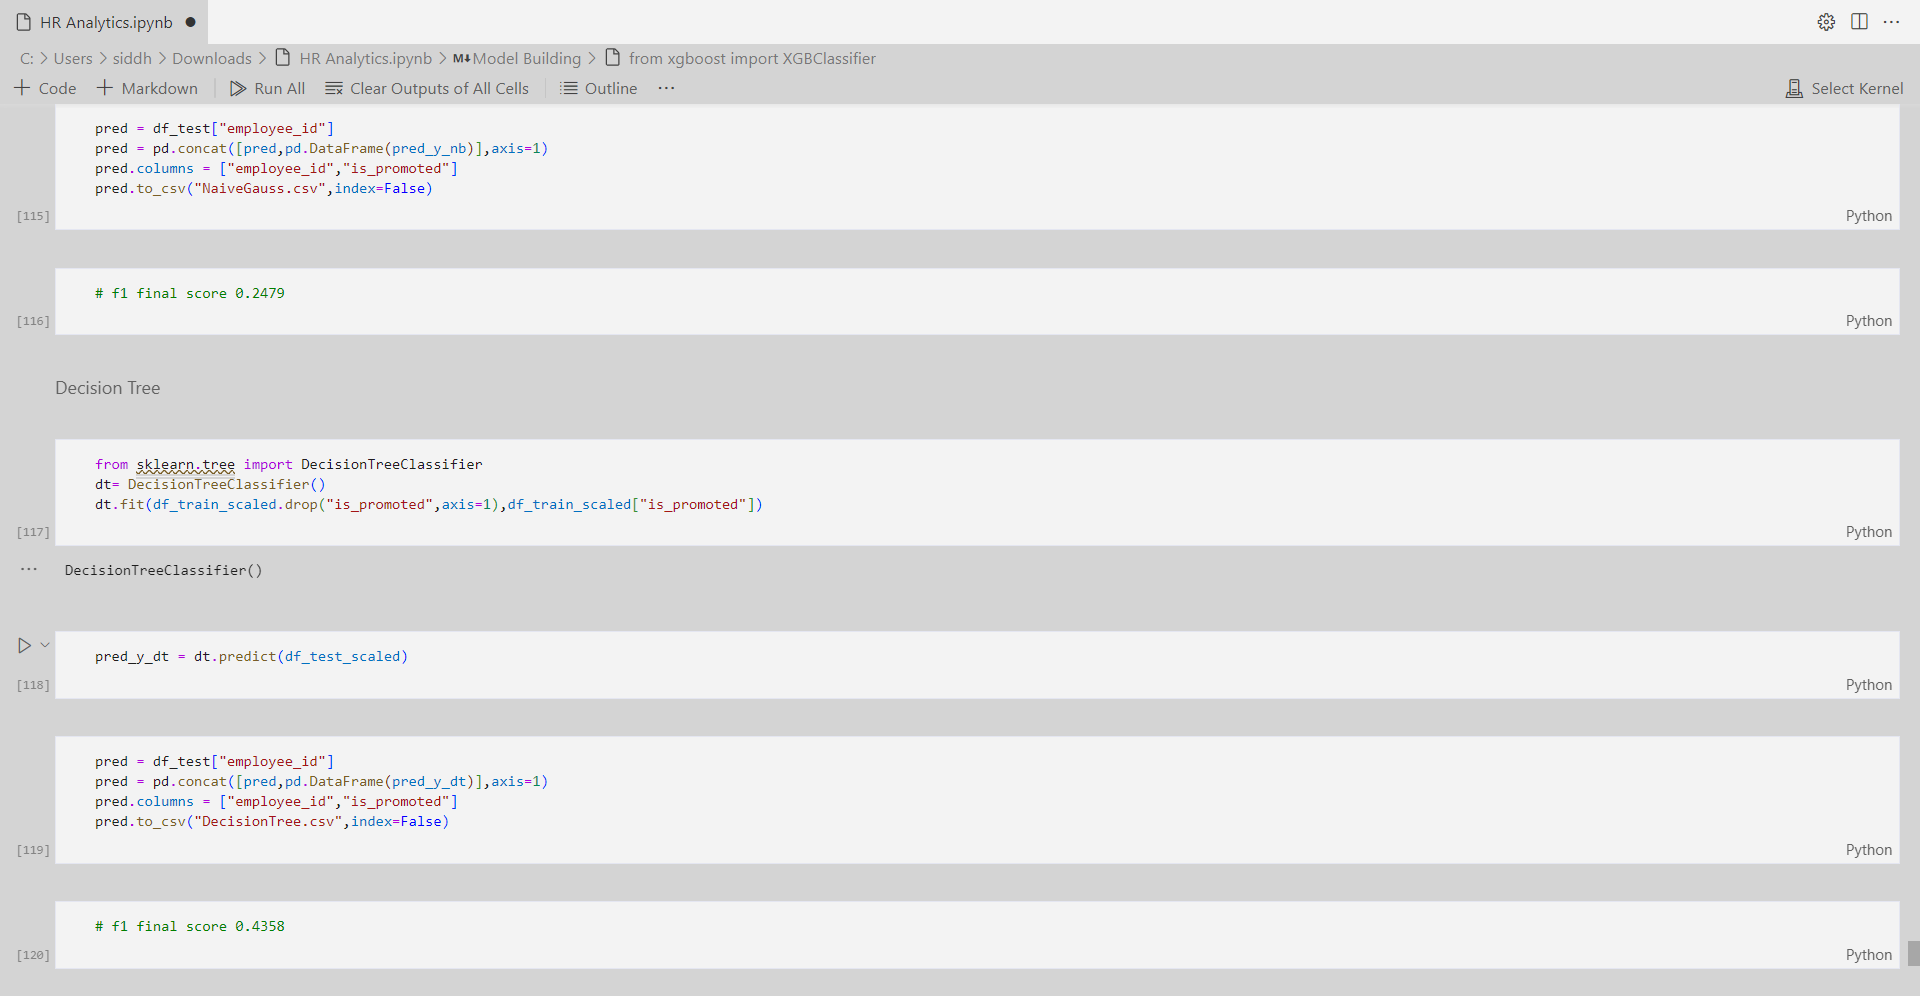 HR Analytics.ipynb
C: > Users > siddh > Downloads > HR Analytics.ipynb > M↓Model Building > from xgboost import XGBClassifier
+ Code + Markdown Run All Clear Outputs of All Cells Outline ... Select Kernel
pred = df_test["employee_id"]
pred = pd.concat([pred,pd.DataFrame(pred_y_nb)],axis=1)
pred.columns = ["employee_id","is_promoted"]
pred.to_csv("NaiveGauss.csv",index=False)
[115] Python
# f1 final score 0.2479
[116] Python
Decision Tree
from sklearn.tree import DecisionTreeClassifier
dt= DecisionTreeClassifier()
dt.fit(df_train_scaled.drop("is_promoted",axis=1),df_train_scaled["is_promoted"])
[117] Python
... DecisionTreeClassifier()
pred_y_dt = dt.predict(df_test_scaled)
[118] Python
pred = df_test["employee_id"]
pred = pd.concat([pred,pd.DataFrame(pred_y_dt)],axis=1)
pred.columns = ["employee_id","is_promoted"]
pred.to_csv("DecisionTree.csv",index=False)
[119] Python
# f1 final score 0.4358
[120] Python